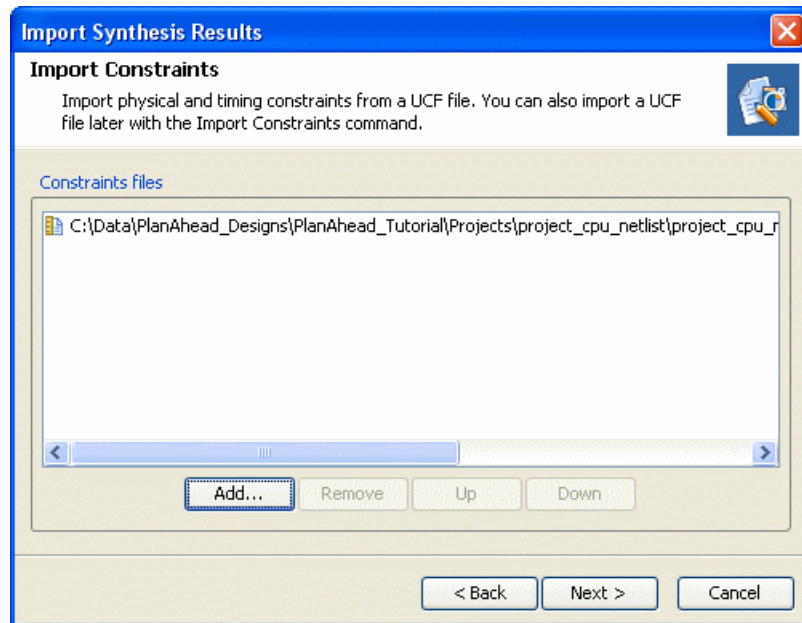 Import Synthesis Results
Import Constraints
Import physical and timing constraints from a UCF file. You can also import a UCF
file later with the Import Constraints command.
Constraints files
C:\Data\PlanAhead_Designs\PlanAhead_Tutorial\Projects\project_cpu_netlist\project_cpu_r
Add...
Remove
Up
Down
< Back
Next >
Cancel